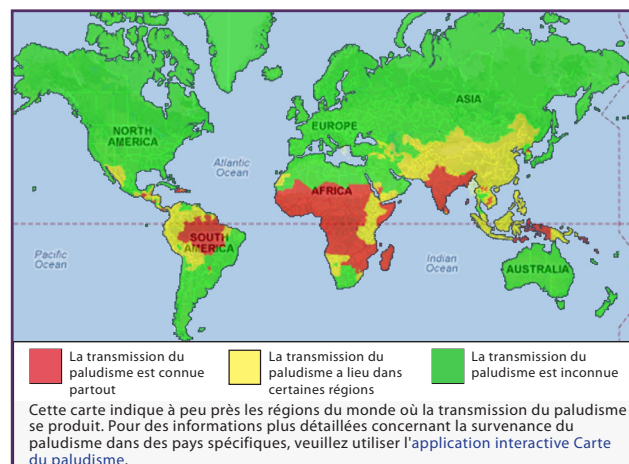 ASIA
NORTH
AMERICA
EUROPE
Atlantic
Ocean
AFRICA
SOUTH
AMERICA
Pacific
Ocean
Indian
Ocean
AUSTRALIA
La transmission du
paludisme est connue
partout
La transmission du
paludisme a lieu dans
certaines régions
La transmission du
paludisme est inconnue
Cette carte indique à peu près les régions du monde où la transmission du paludisme
se produit. Pour des informations plus détaillées concernant la survenance du
paludisme dans des pays spécifiques, veuillez utiliser l'application interactive Carte
du paludisme.